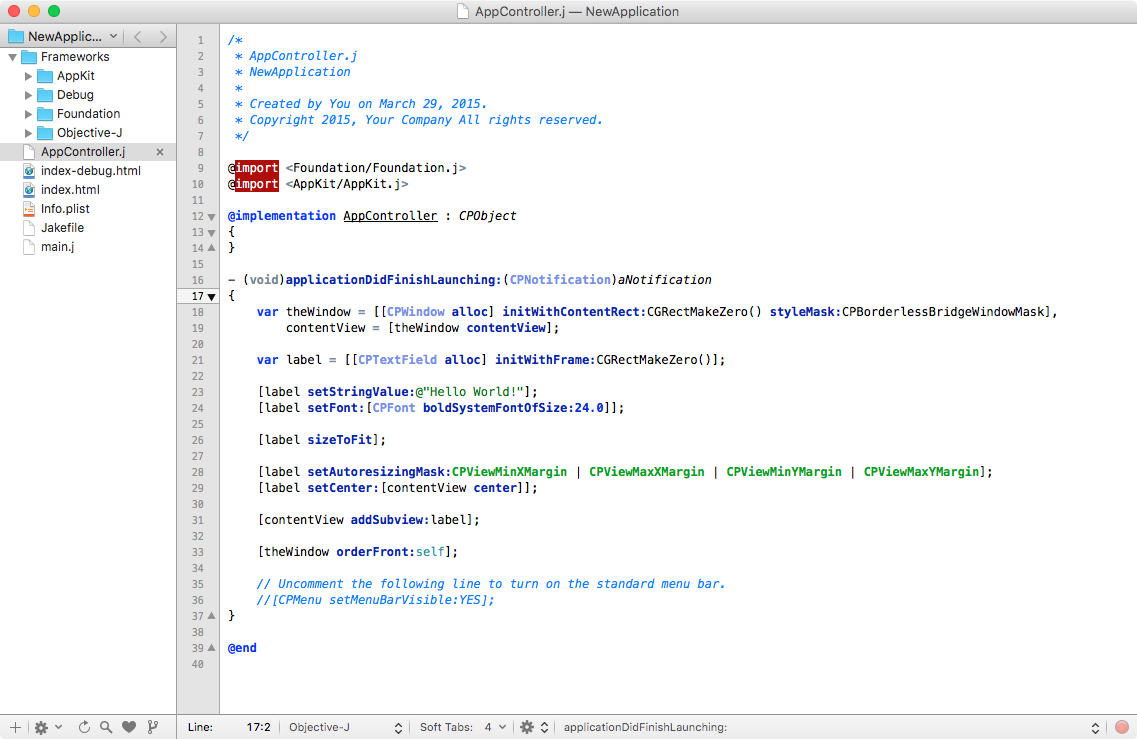 AppController.j — NewApplication
NewApplic...
Frameworks
AppKit
Debug
Foundation
Objective-J
AppController.j
index-debug.html
index.html
Info.plist
Jakefile
main.j
1 /*
2  * AppController.j
3  * NewApplication
4  *
5  * Created by You on March 29, 2015.
6  * Copyright 2015, Your Company All rights reserved.
7  */
8
9 @import <Foundation/Foundation.j>
10 @import <AppKit/AppKit.j>
11
12 @implementation AppController : CPObject
13 {
14 }
15
16 - (void)applicationDidFinishLaunching:(CPNotification)aNotification
17 {
18     var theWindow = [[CPWindow alloc] initWithContentRect:CGRectMakeZero() styleMask:CPBorderlessBridgeWindowMask],
19         contentView = [theWindow contentView];
20
21     var label = [[CPTextField alloc] initWithFrame:CGRectMakeZero()];
22
23     [label setStringValue:@"Hello World!"];
24     [label setFont:[CPFont boldSystemFontOfSize:24.0]];
25
26     [label sizeToFit];
27
28     [label setAutoresizingMask:CPViewMinXMargin | CPViewMaxXMargin | CPViewMinYMargin | CPViewMaxYMargin];
29     [label setCenter:[contentView center]];
30
31     [contentView addSubview:label];
32
33     [theWindow orderFront:self];
34
35     // Uncomment the following line to turn on the standard menu bar.
36     //[CPMenu setMenuBarVisible:YES];
37 }
38
39 @end
40
Line: 17:2 Objective-J Soft Tabs: 4 applicationDidFinishLaunching: